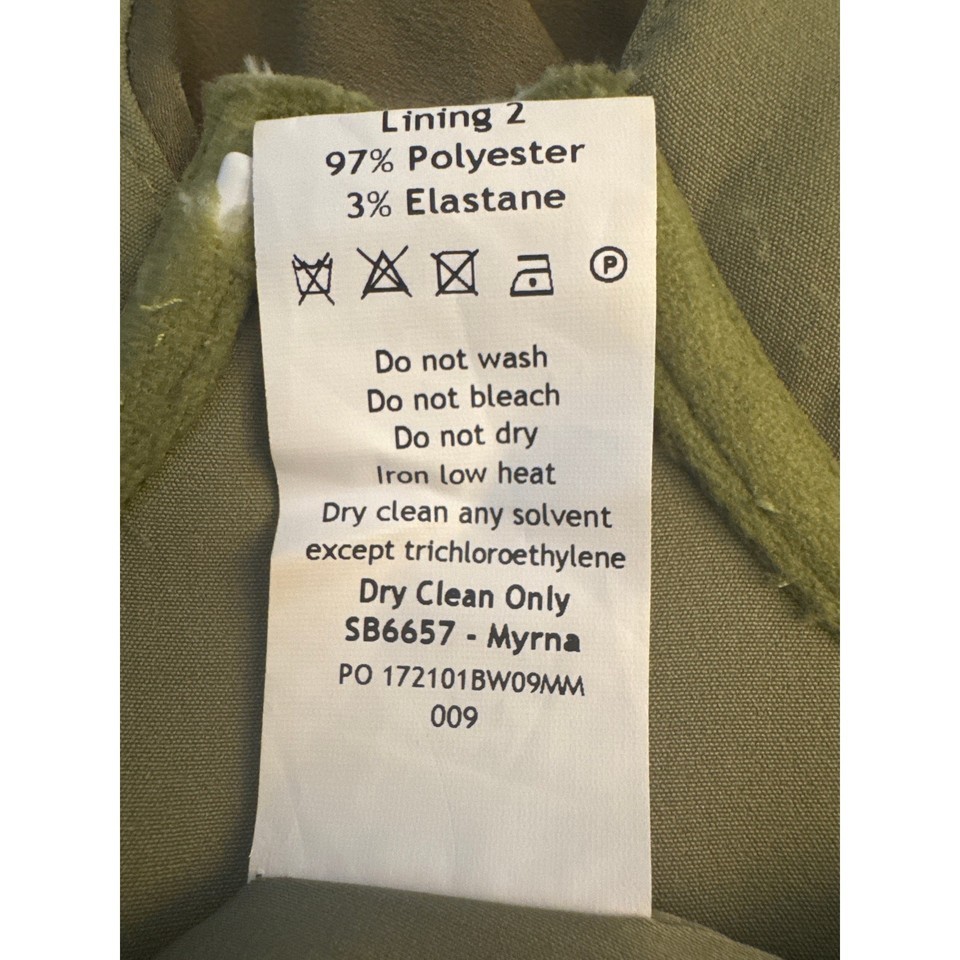 Lining 2
97% Polyester
3% Elastane
P
Do not wash
Do not bleach
Do not dry
Iron low heat
Dry clean any solvent
except trichloroethylene
Dry Clean Only
SB6657 - Myrna
PO 172101BW09MM
009